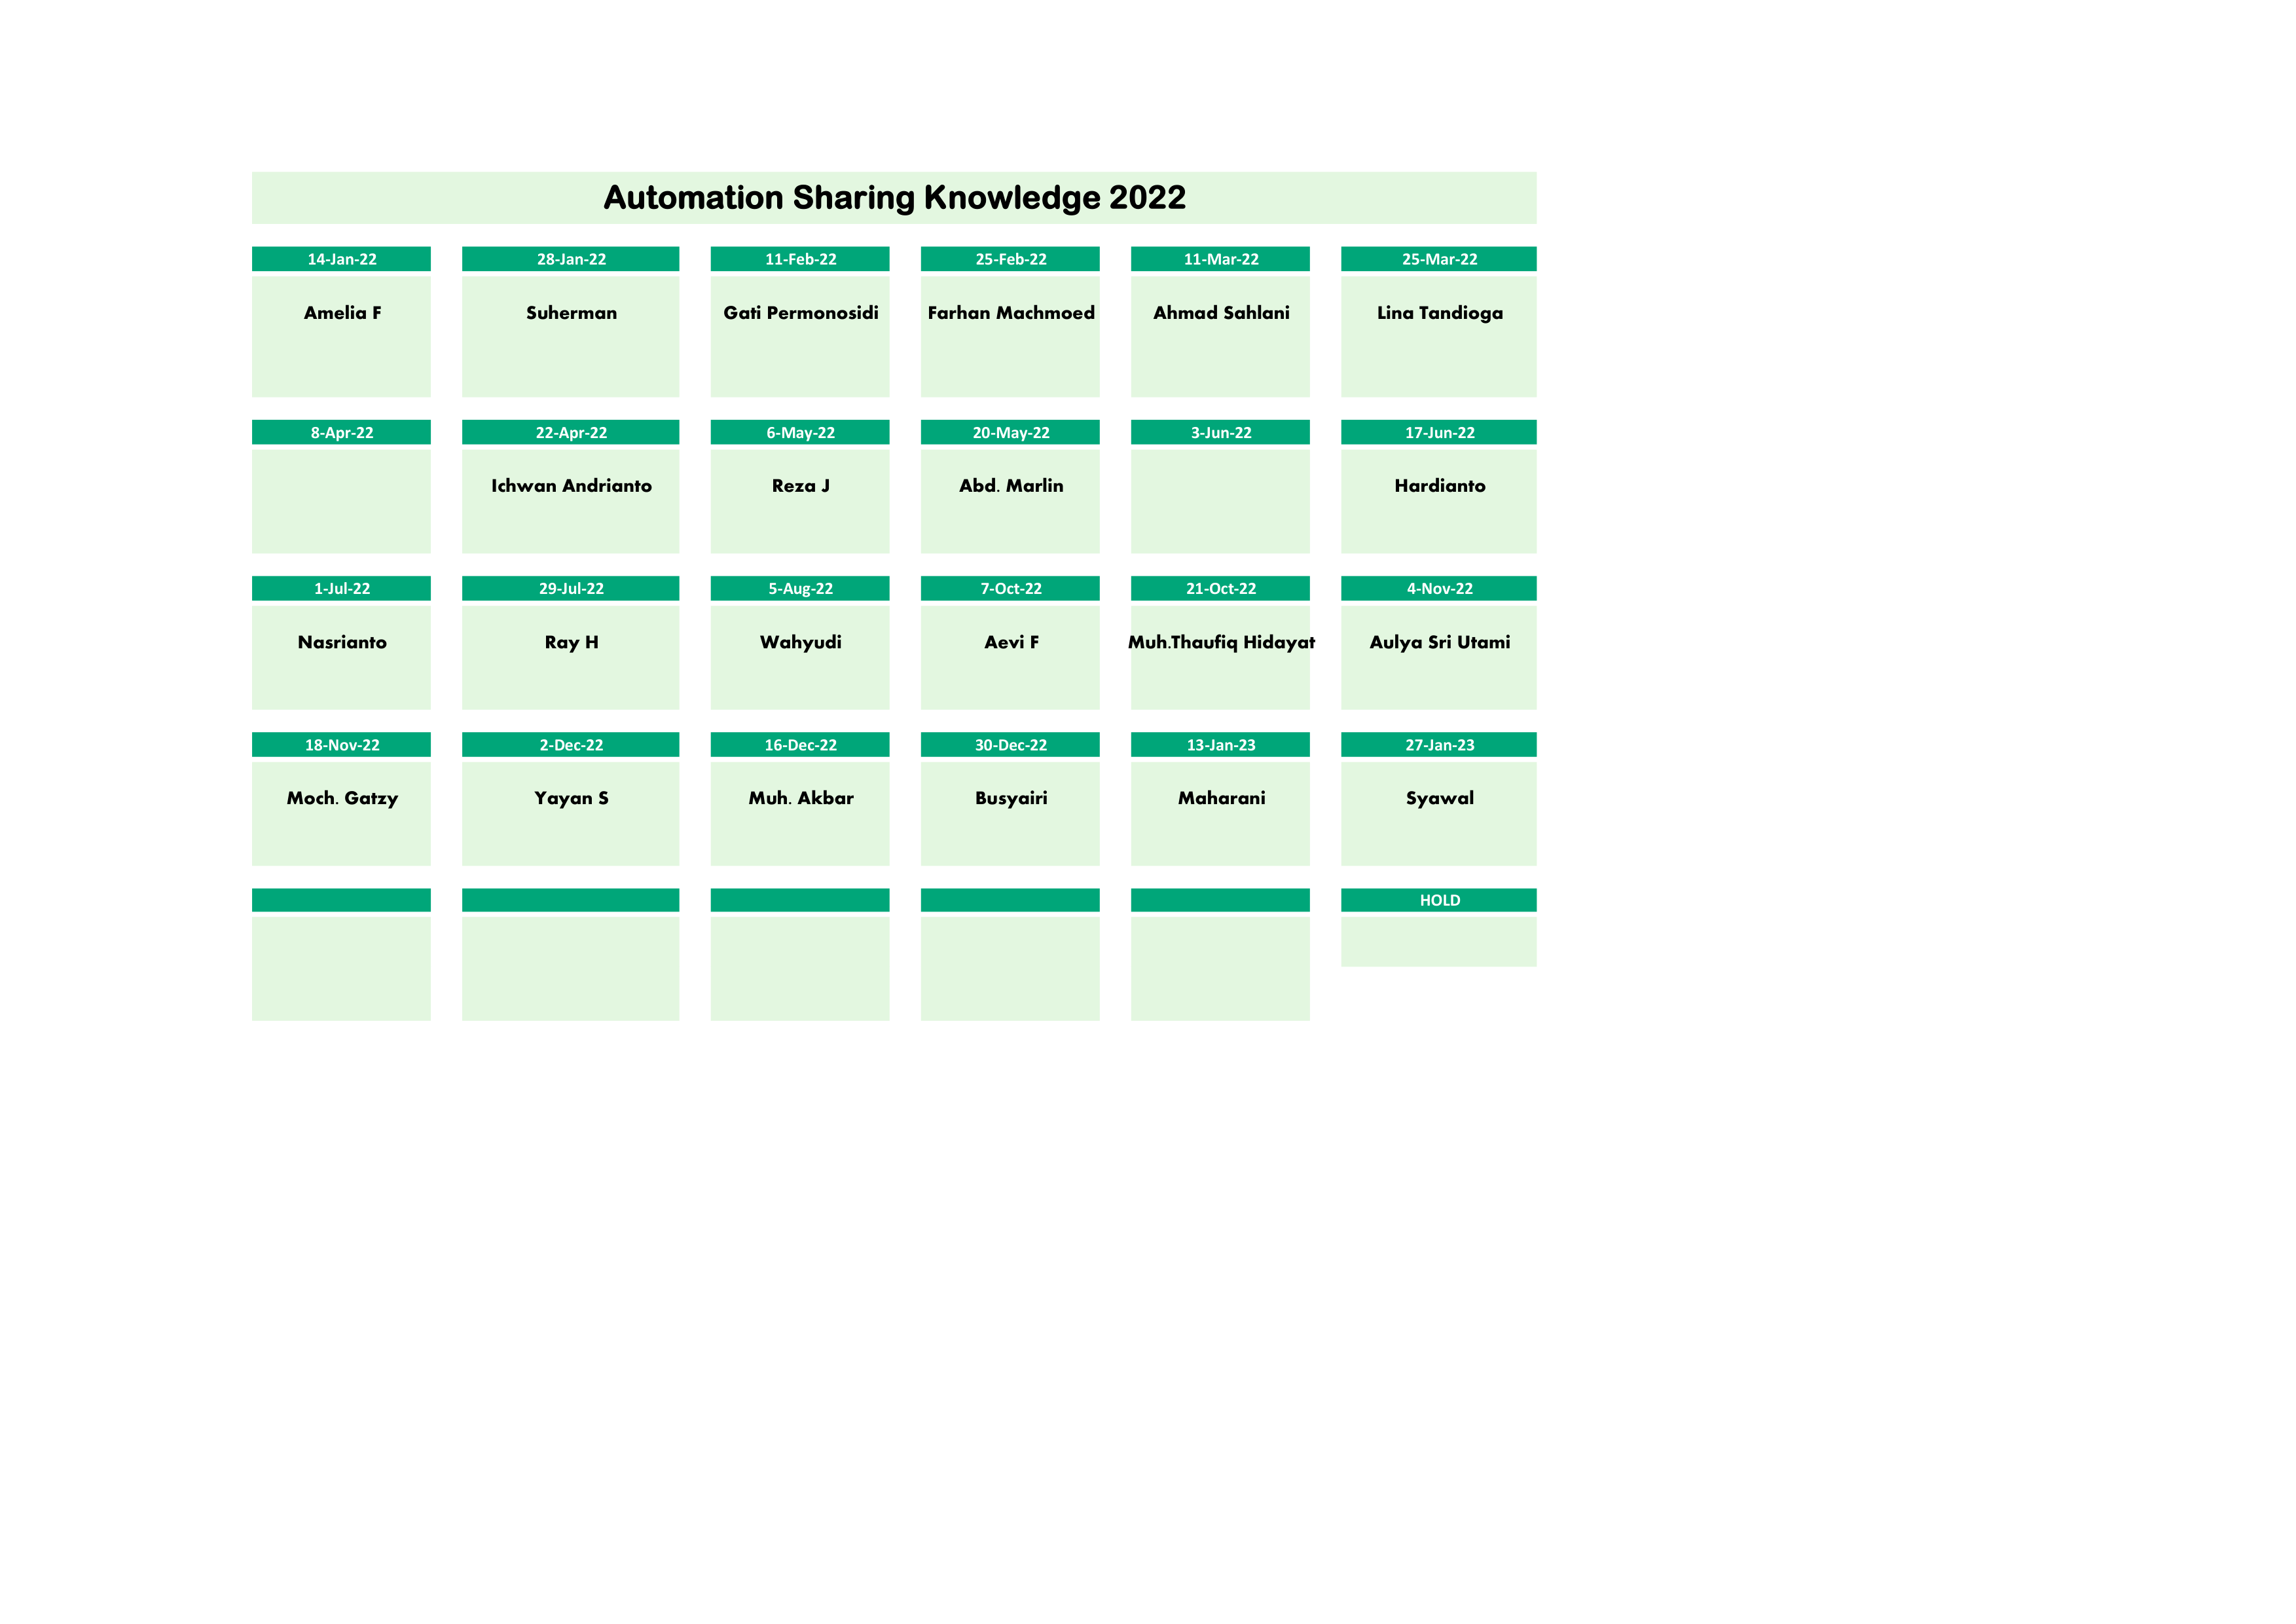 Automation Sharing Knowledge 2022
14-Jan-22 28-Jan-22 11-Feb-22 25-Feb-22 11-Mar-22 25-Mar-22
Amelia F Suherman Gati Permonosidi Farhan Machmoed Ahmad Sahlani Lina Tandioga
8-Apr-22 22-Apr-22 6-May-22 20-May-22 3-Jun-22 17-Jun-22
Ichwan Andrianto Reza J Abd. Marlin Hardianto
1-Jul-22 29-Jul-22 5-Aug-22 7-Oct-22 21-Oct-22 4-Nov-22
Nasrianto Ray H Wahyudi Aevi F Muh.Thaufiq Hidayat Aulya Sri Utami
18-Nov-22 2-Dec-22 16-Dec-22 30-Dec-22 13-Jan-23 27-Jan-23
Moch. Gatzy Yayan S Muh. Akbar Busyairi Maharani Syawal
HOLD